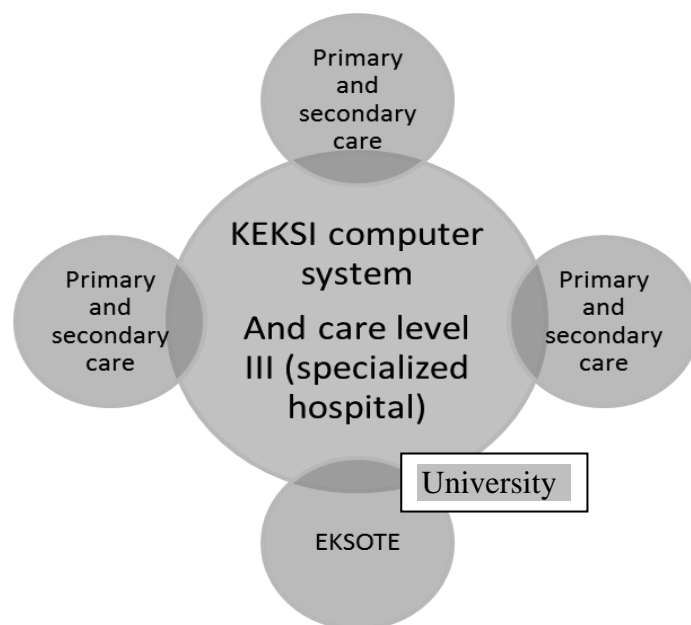 Primary
and
secondary
care
KEKSI computer
system
And care level
III (specialized
hospital)
Primary
and
secondary
care
Primary
and
secondary
care
University
EKSOTE